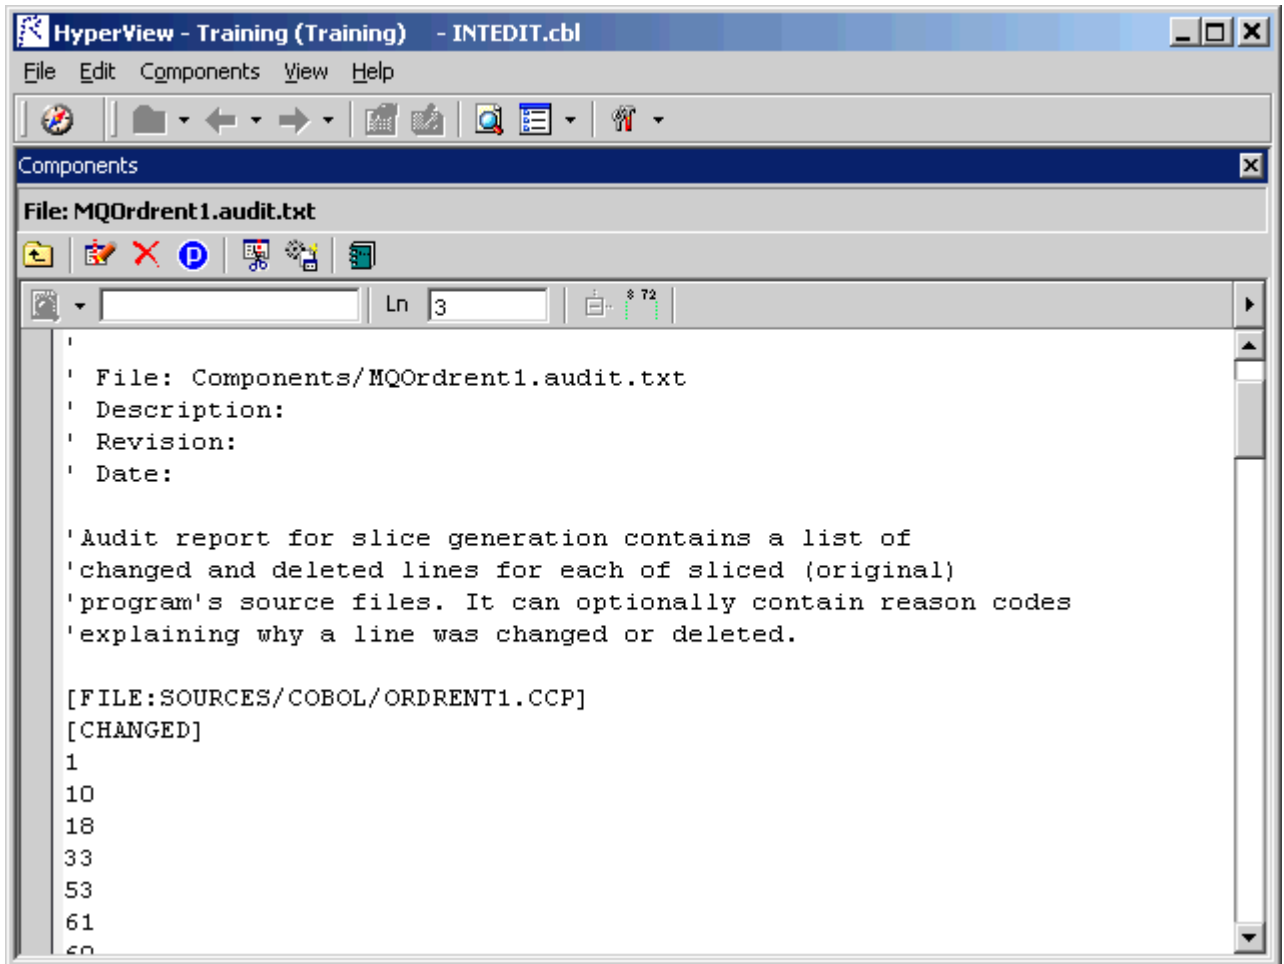 HyperView - Training (Training) - INTEDIT.cbl
File Edit Components View Help
Components
File: MQOrdrent1.audit.txt
P
Ln 3 8 72
'
' File: Components/MQOrdrent1.audit.txt
' Description:
' Revision:
' Date:
'Audit report for slice generation contains a list of
'changed and deleted lines for each of sliced (original)
'program's source files. It can optionally contain reason codes
'explaining why a line was changed or deleted.
[FILE:SOURCES/COBOL/ORDRENT1.CCP]
[CHANGED]
1
10
18
33
53
61